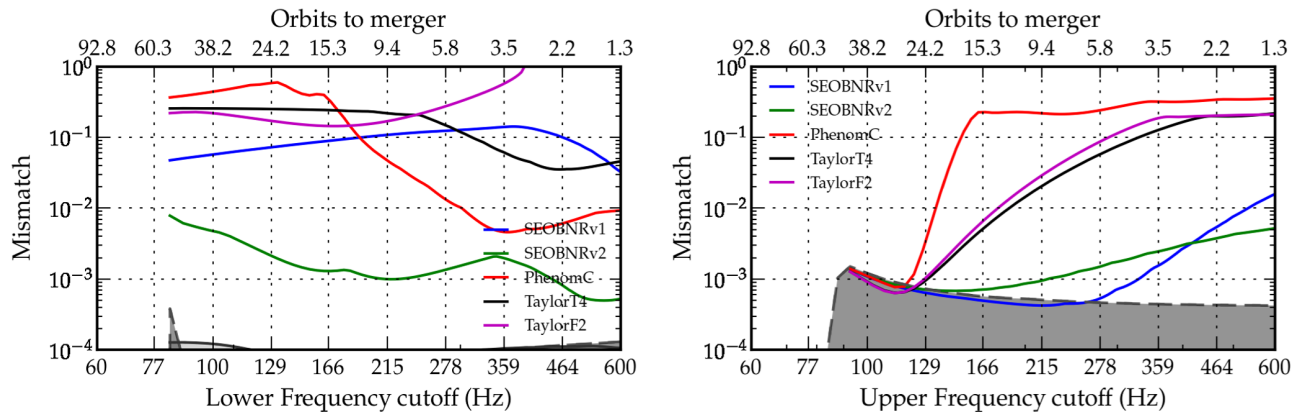 Orbits to merger
92.8 60.3 38.2 24.2 15.3 9.4 5.8 3.5 2.2 1.3
10^0
10^−1
10^−2
10^−3
10^−4
Mismatch
SEOBNRv1
SEOBNRv2
PhenomC
TaylorT4
TaylorF2
60 77 100 129 166 215 278 359 464 600
Lower Frequency cutoff (Hz)
Orbits to merger
92.8 60.3 38.2 24.2 15.3 9.4 5.8 3.5 2.2 1.3
10^0
10^−1
10^−2
10^−3
10^−4
Mismatch
SEOBNRv1
SEOBNRv2
PhenomC
TaylorT4
TaylorF2
60 77 100 129 166 215 278 359 464 600
Upper Frequency cutoff (Hz)